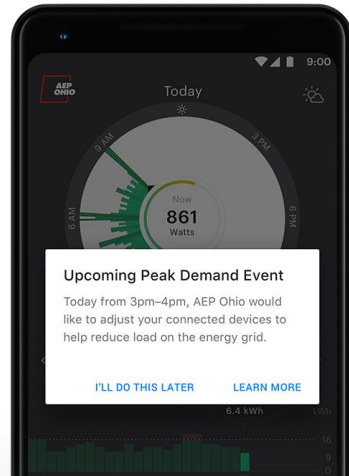 9:00
AEP
OHIO
Today
9 AM
3 PM
6 AM
6 PM
Now
861
Watts
Upcoming Peak Demand Event
Today from 3pm–4pm, AEP Ohio would
like to adjust your connected devices to
help reduce load on the energy grid.
I'LL DO THIS LATER
LEARN MORE
6.4 kWh
kWh
18
9
0